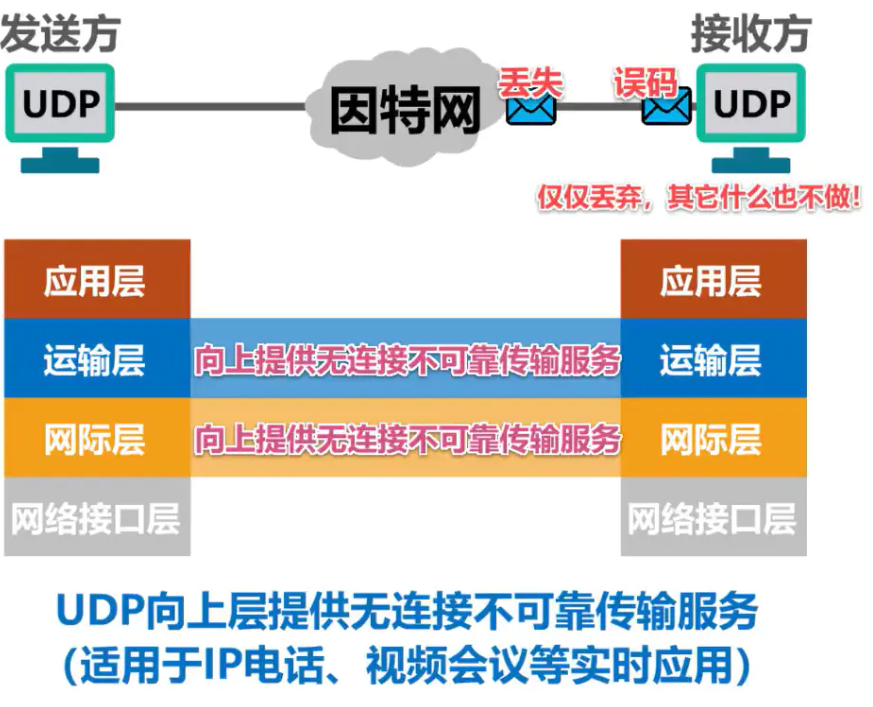 发送方
接收方
UDP
因特网
丢失
误码
UDP
仅仅丢弃，其它什么也不做！
应用层
应用层
运输层
向上提供无连接不可靠传输服务
运输层
网际层
向上提供无连接不可靠传输服务
网际层
网络接口层
网络接口层
UDP向上层提供无连接不可靠传输服务
（适用于IP电话、视频会议等实时应用）